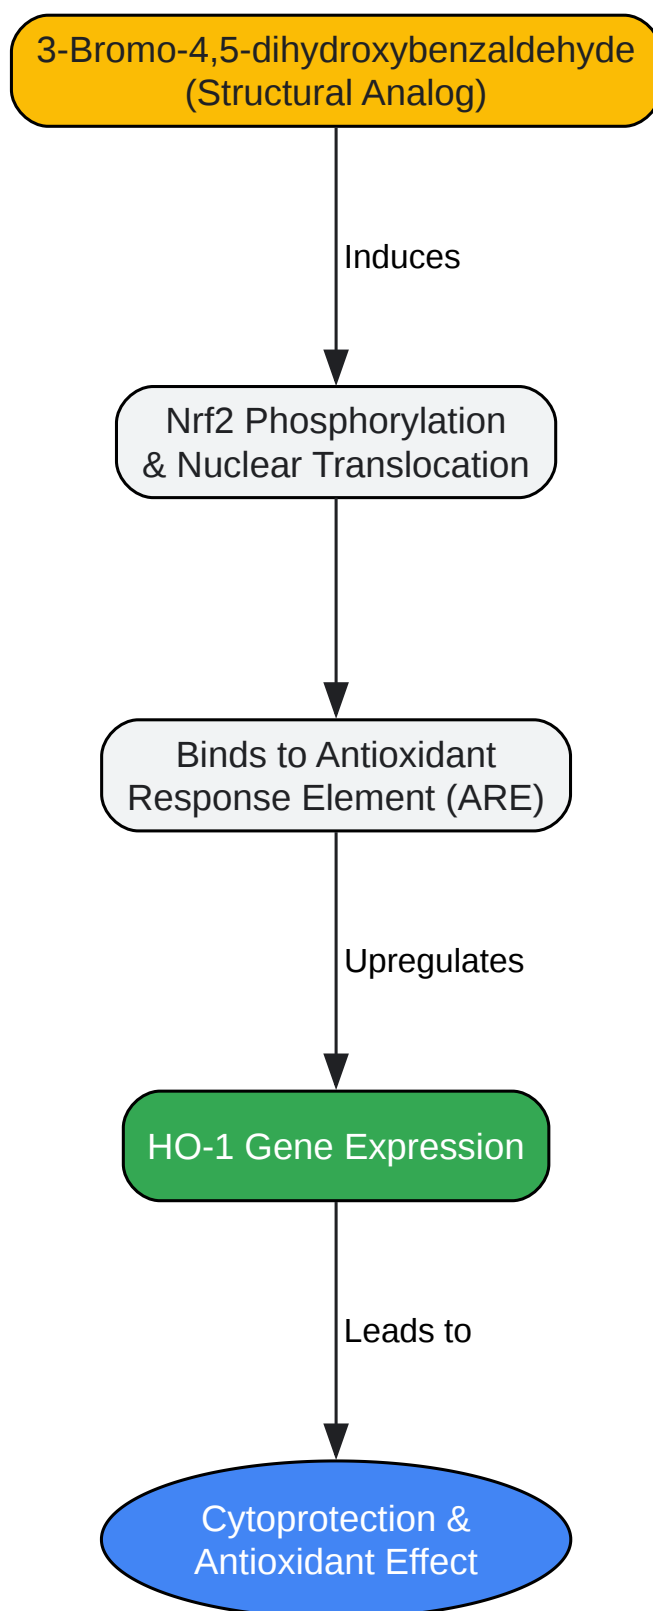 3-Bromo-4,5-dihydroxybenzaldehyde
(Structural Analog)
Induces
Nrf2 Phosphorylation
& Nuclear Translocation
Binds to Antioxidant
Response Element (ARE)
Upregulates
HO-1 Gene Expression
Leads to
Cytoprotection &
Antioxidant Effect